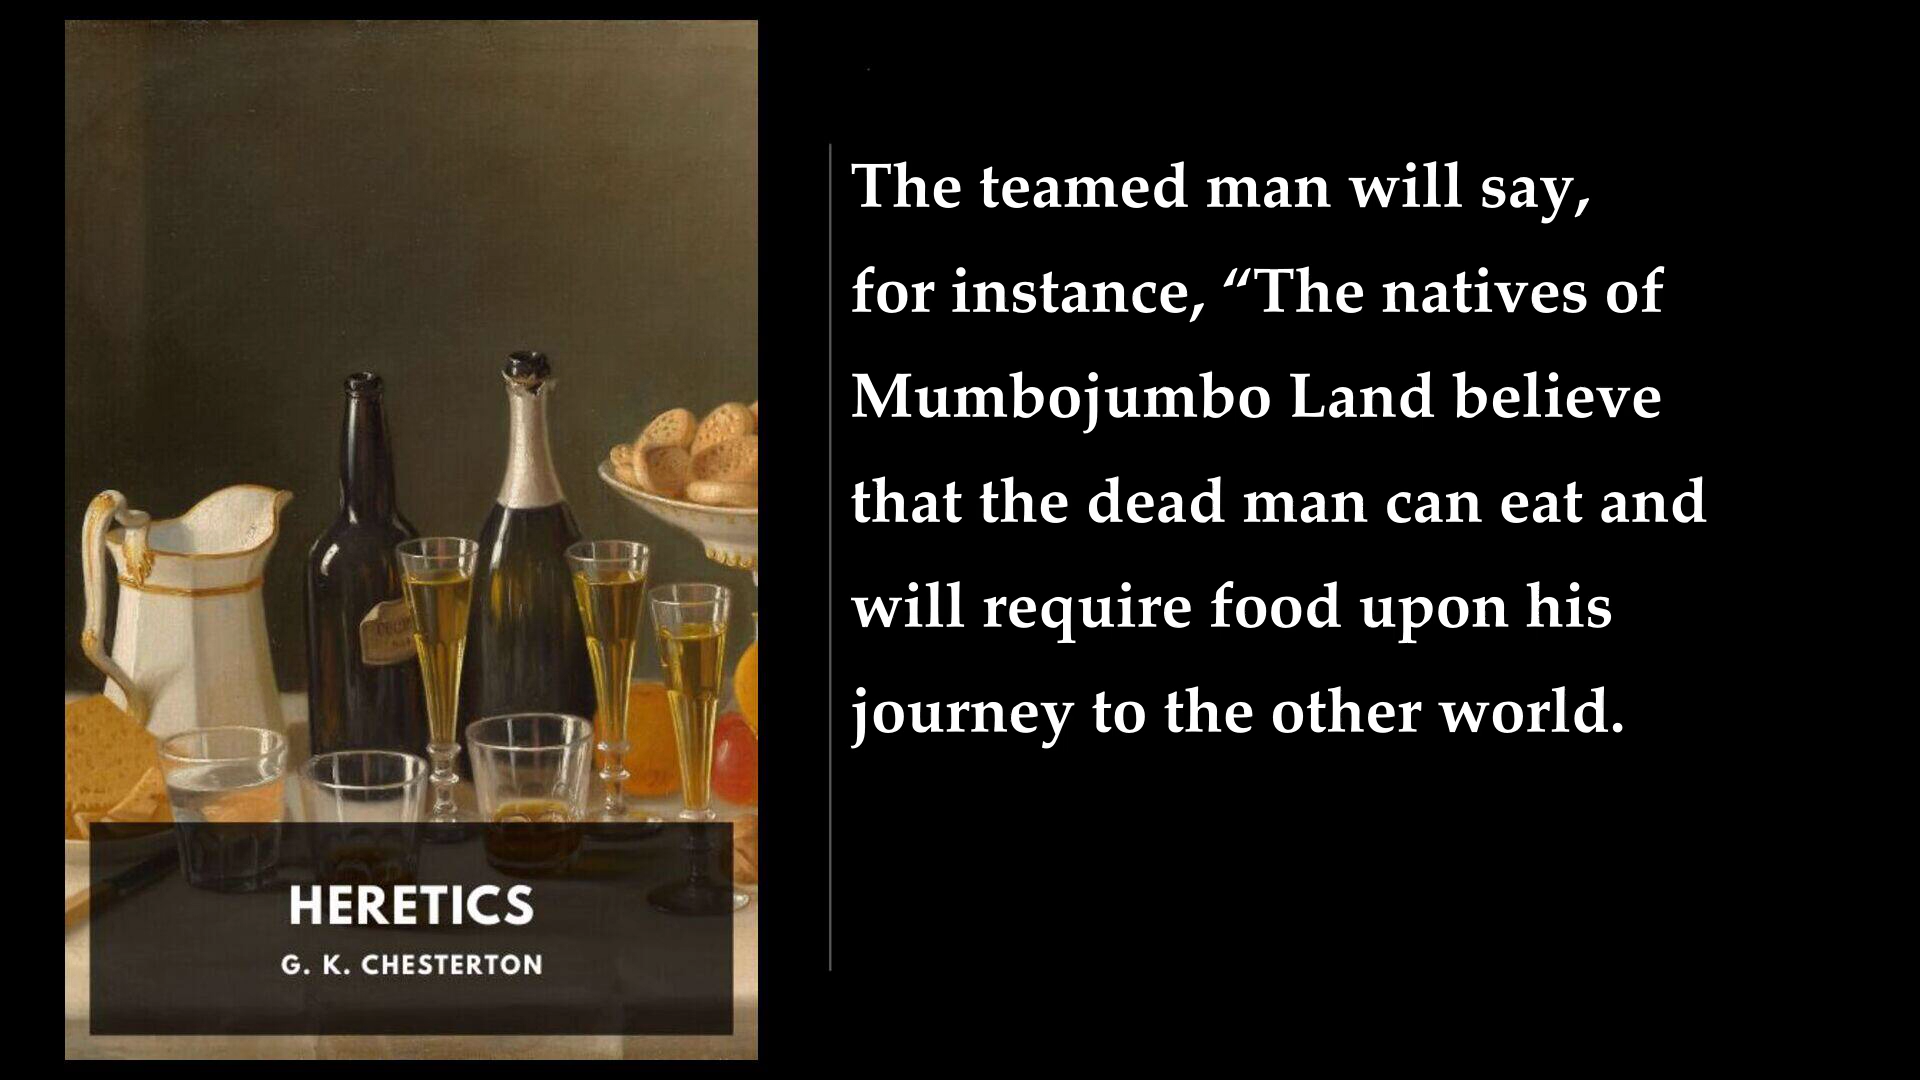 The teamed man will say,
for instance, “The natives of
Mumbojumbo Land believe
that the dead man can eat and
will require food upon his
journey to the other world.
HERETICS
G. K. CHESTERTON